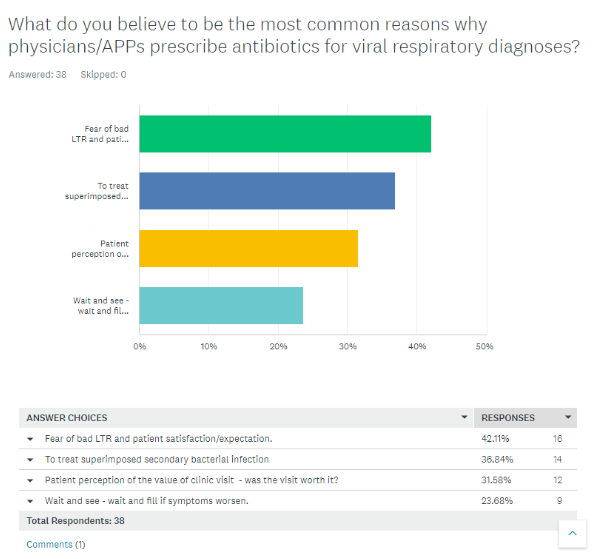 What do you believe to be the most common reasons why
physicians/APPs prescribe antibiotics for viral respiratory diagnoses?
Answered: 38 Skipped: 0
Fear of bad
LTR and pati...
To treat
superimposed...
Patient
perception o...
Wait and see -
wait and fil...
0% 10% 20% 30% 40% 50%
ANSWER CHOICES RESPONSES
Fear of bad LTR and patient satisfaction/expectation. 42.11% 16
To treat superimposed secondary bacterial infection 36.84% 14
Patient perception of the value of clinic visit - was the visit worth it? 31.58% 12
Wait and see - wait and fill if symptoms worsen. 23.68% 9
Total Respondents: 38
Comments (1)